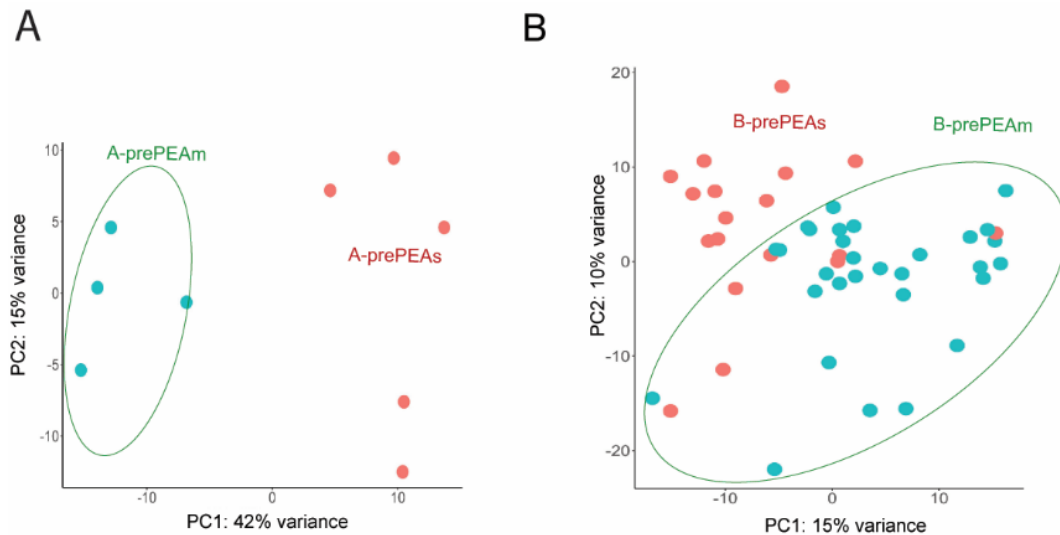 A
A-prePEAm
A-prePEAs
10
5
0
-5
-10
PC2: 15% variance
-10
0
10
PC1: 42% variance
B
B-prePEAs
B-prePEAm
20
10
0
-10
-20
PC2: 10% variance
-10
0
10
PC1: 15% variance